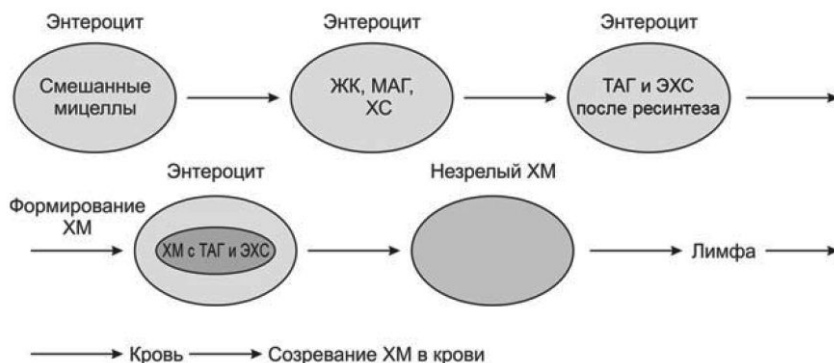 Энтероцит
Энтероцит
Энтероцит
Смешанные
мицеллы
ЖК, МАГ,
ХС
ТАГ и ЭХС
после ресинтеза
Формирование
ХМ
Энтероцит
Незрелый ХМ
ХМ с ТАГ и ЭХС
Лимфа
Кровь
Созревание ХМ в крови